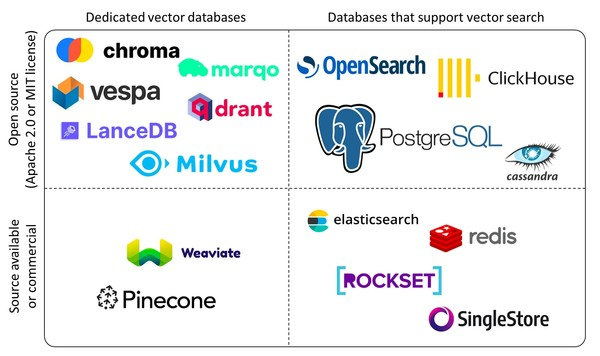 Dedicated vector databases
Databases that support vector search
Open source
(Apache 2.0 or MIT license)
chroma
marqo
vespa
qdrant
LanceDB
Milvus
OpenSearch
ClickHouse
PostgreSQL
cassandra
Source available
or commercial
Weaviate
Pinecone
elasticsearch
redis
[ROCKSET]
SingleStore